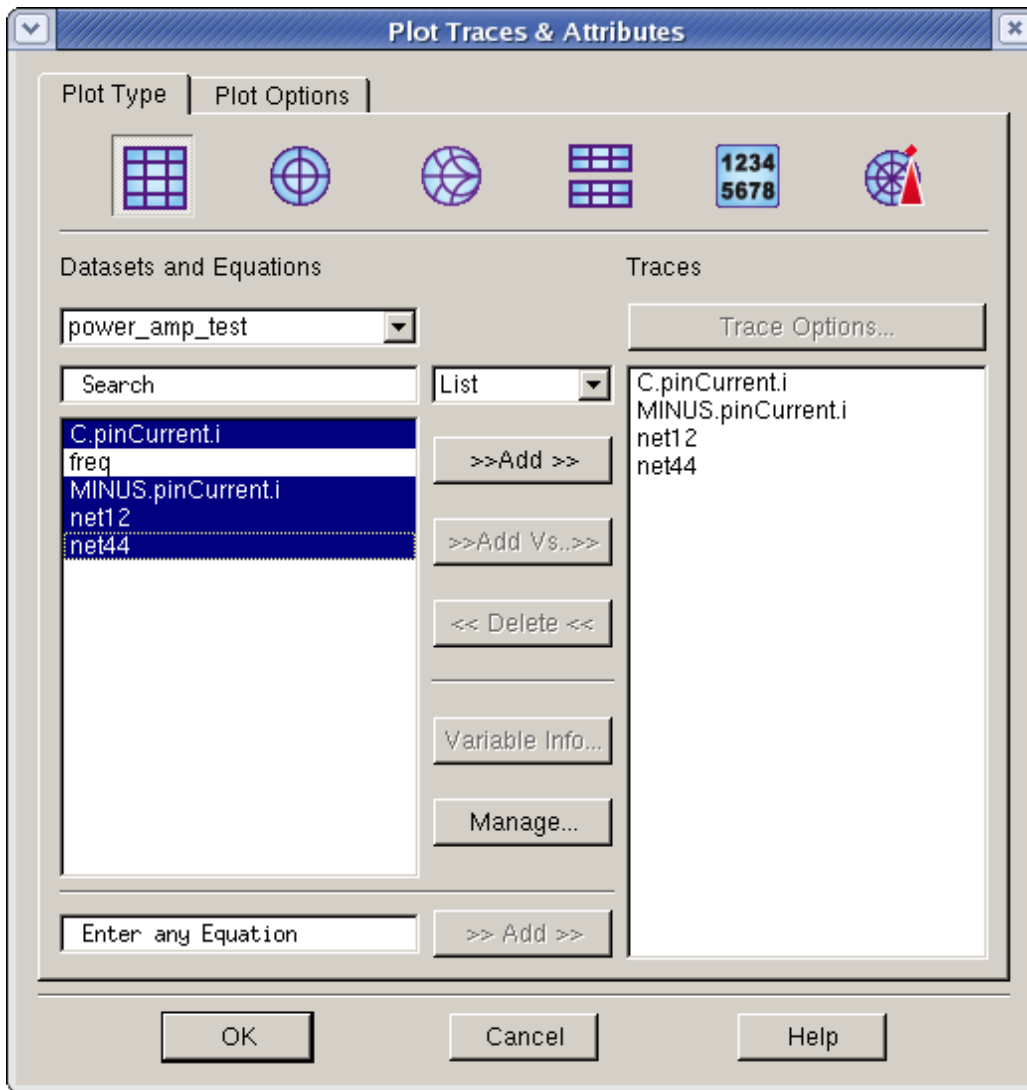 Plot Traces & Attributes
Plot Type
Plot Options
1234
5678
Datasets and Equations
Traces
power_amp_test
Trace Options...
Search
List
C.pinCurrent.i
freq
MINUS.pinCurrent.i
net12
net44
>>Add >>
>>Add Vs..>>
<< Delete <<
Variable Info...
Manage...
C.pinCurrent.i
MINUS.pinCurrent.i
net12
net44
Enter any Equation
>> Add >>
OK
Cancel
Help